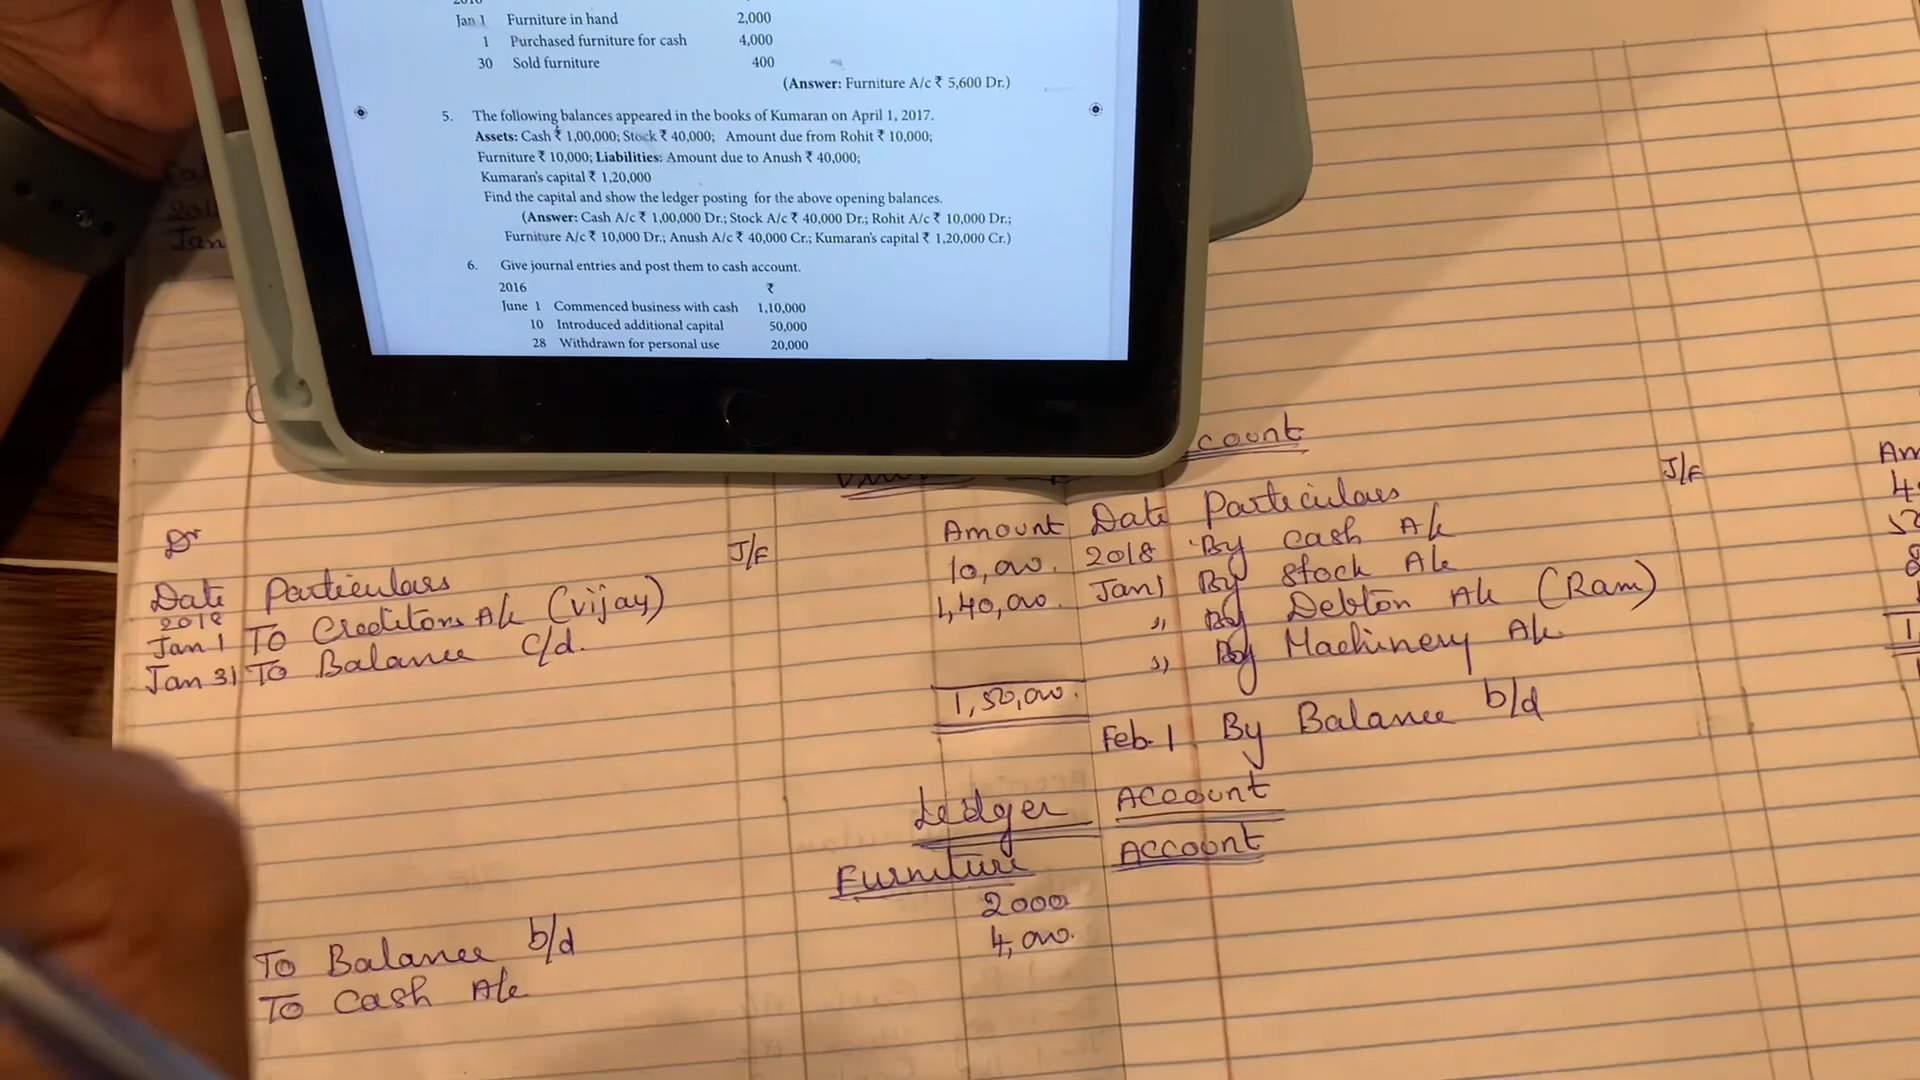 Jan 1 Furniture in hand 2,000
1 Purchased furniture for cash 4,000
30 Sold furniture 400
(Answer: Furniture A/c ₹ 5,600 Dr.)
5. The following balances appeared in the books of Kumaran on April 1, 2017.
Assets: Cash ₹ 1,00,000; Stock ₹ 40,000; Amount due from Rohit ₹ 10,000;
Furniture ₹ 10,000; Liabilities: Amount due to Anush ₹ 40,000;
Kumaran's capital ₹ 1,20,000
Find the capital and show the ledger posting for the above opening balances.
(Answer: Cash A/c ₹ 1,00,000 Dr.; Stock A/c ₹ 40,000 Dr.; Rohit A/c ₹ 10,000 Dr.;
Furniture A/c ₹ 10,000 Dr.; Anush A/c ₹ 40,000 Cr.; Kumaran's capital ₹ 1,20,000 Cr.)
6. Give journal entries and post them to cash account.
2016 ₹
June 1 Commenced business with cash 1,10,000
10 Introduced additional capital 50,000
28 Withdrawn for personal use 20,000
count
Dr
Date Particulars J/F Amount Date Particulars J/F Am
2018 10,000. 2018 By Cash A/c
Jan 1 To Creditors A/c (Vijay) 1,40,000. Jan 1 By Stock A/c
Jan 31 To Balance c/d. " By Debtor A/c (Ram)
" By Machinery A/c
1,50,000.
Feb. 1 By Balance b/d
Ledger Account
Furniture Account
To Balance b/d 2000
To Cash A/c 4,000.